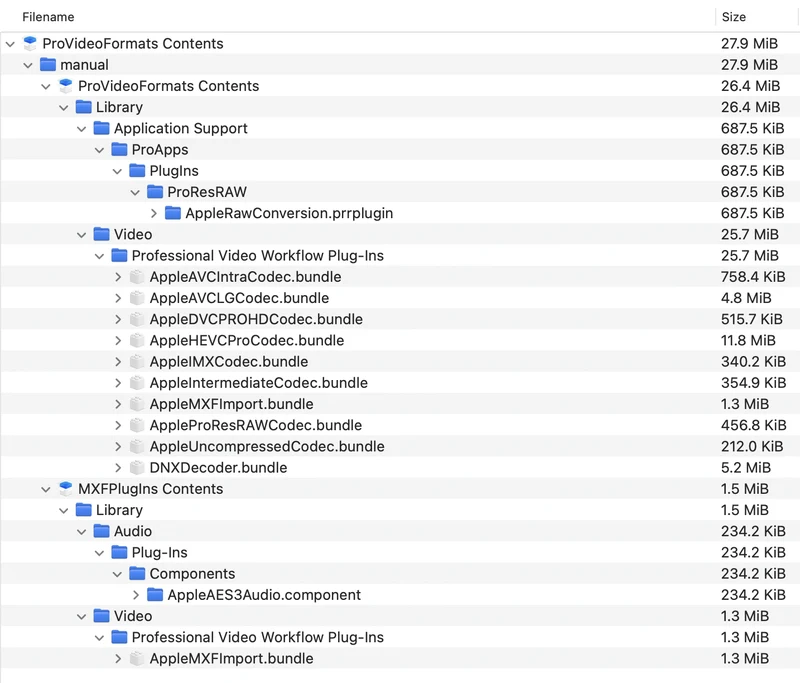 Filename Size
ProVideoFormats Contents 27.9 MiB
manual 27.9 MiB
ProVideoFormats Contents 26.4 MiB
Library 26.4 MiB
Application Support 687.5 KiB
ProApps 687.5 KiB
PlugIns 687.5 KiB
ProResRAW 687.5 KiB
AppleRawConversion.prrplugin 687.5 KiB
Video 25.7 MiB
Professional Video Workflow Plug-Ins 25.7 MiB
AppleAVCIntraCodec.bundle 758.4 KiB
AppleAVCLGCodec.bundle 4.8 MiB
AppleDVCPROHDCodec.bundle 515.7 KiB
AppleHEVCProCodec.bundle 11.8 MiB
AppleIMXCodec.bundle 340.2 KiB
AppleIntermediateCodec.bundle 354.9 KiB
AppleMXFImport.bundle 1.3 MiB
AppleProResRAWCodec.bundle 456.8 KiB
AppleUncompressedCodec.bundle 212.0 KiB
DNXDecoder.bundle 5.2 MiB
MXFPlugIns Contents 1.5 MiB
Library 1.5 MiB
Audio 234.2 KiB
Plug-Ins 234.2 KiB
Components 234.2 KiB
AppleAES3Audio.component 234.2 KiB
Video 1.3 MiB
Professional Video Workflow Plug-Ins 1.3 MiB
AppleMXFImport.bundle 1.3 MiB